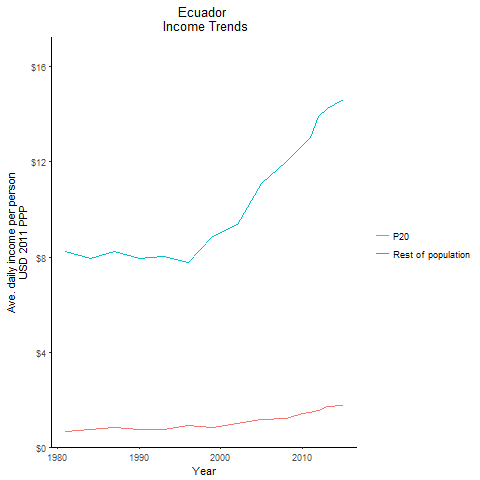 Ecuador
Income Trends
$16
$12
$8
$4
$0
Ave. daily income per person
USD 2011 PPP
1980 1990 2000 2010
Year
P20
Rest of population